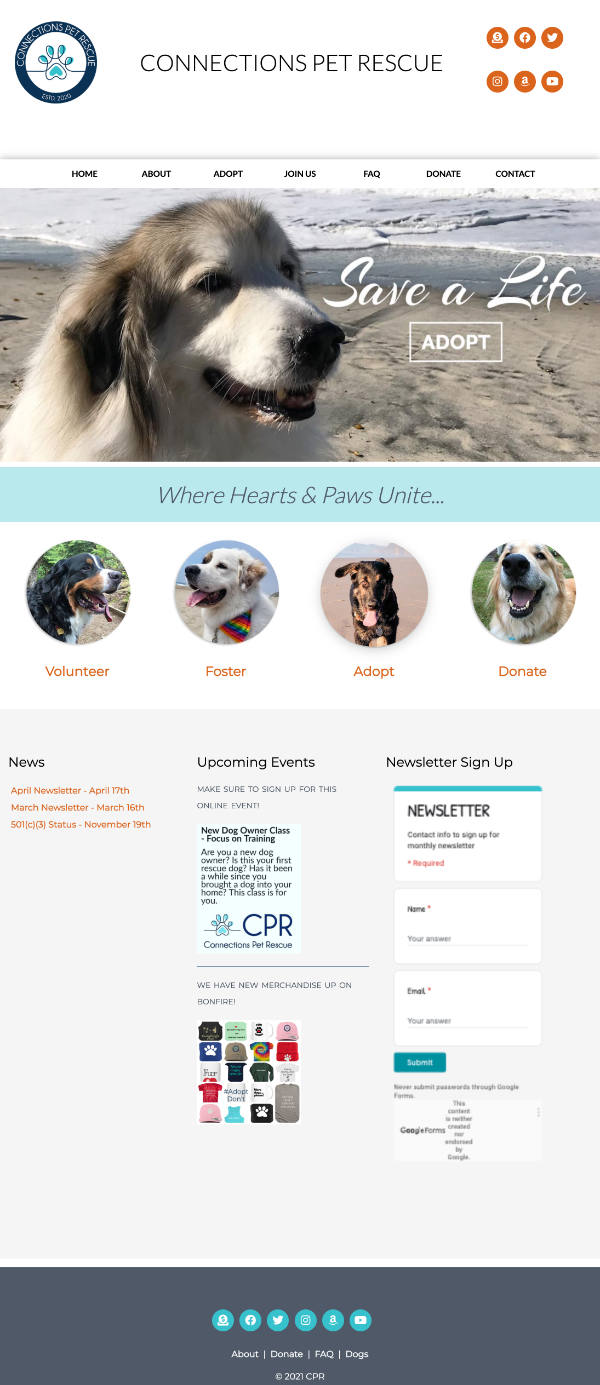 CONNECTIONS PET RESCUE
ESTD 2020
CONNECTIONS PET RESCUE
HOME ABOUT ADOPT JOIN US FAQ DONATE CONTACT
Save a Life
ADOPT
Where Hearts & Paws Unite...
Volunteer Foster Adopt Donate
News
April Newsletter - April 17th
March Newsletter - March 16th
501(c)(3) Status - November 19th
Upcoming Events
MAKE SURE TO SIGN UP FOR THIS
ONLINE EVENT!
New Dog Owner Class
- Focus on Training
Are you a new dog
owner? Is this your first
rescue dog? Has it been
a while since you
brought a dog into your
home? This class is for
you.
CPR
Connections Pet Rescue
WE HAVE NEW MERCHANDISE UP ON
BONFIRE!
#Adopt
Don't
Newsletter Sign Up
NEWSLETTER
Contact info to sign up for
monthly newsletter
* Required
Name *
Your answer
Email *
Your answer
Submit
Never submit passwords through Google
Forms.
Google Forms
This
content
is neither
created
nor
endorsed
by
Google.
About | Donate | FAQ | Dogs
© 2021 CPR